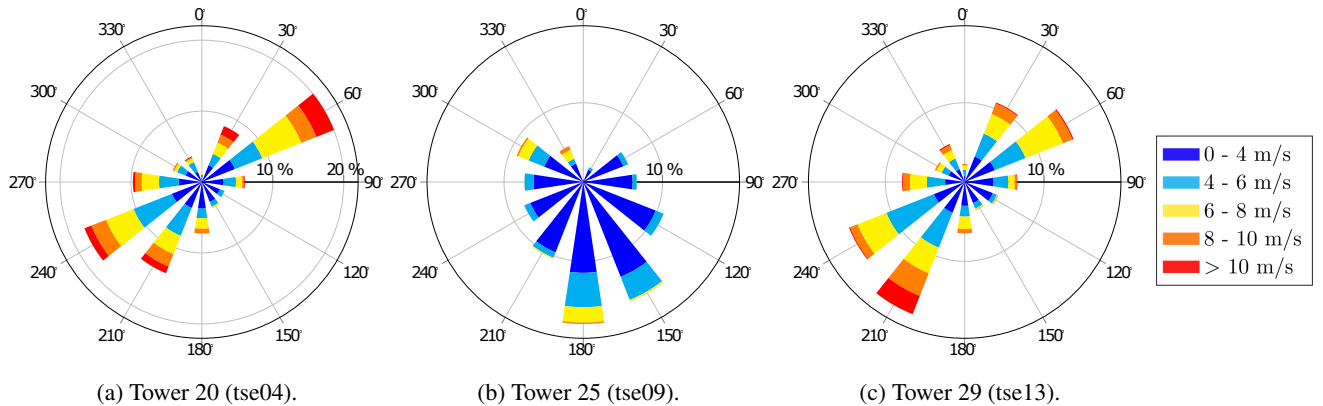 0° 30° 60° 90° 120° 150° 180° 210° 240° 270° 300° 330° 10 % 20 %
0° 30° 60° 90° 120° 150° 180° 210° 240° 270° 300° 330° 10 %
0° 30° 60° 90° 120° 150° 180° 210° 240° 270° 300° 330° 10 %
0 - 4 m/s
4 - 6 m/s
6 - 8 m/s
8 - 10 m/s
> 10 m/s
(a) Tower 20 (tse04).
(b) Tower 25 (tse09).
(c) Tower 29 (tse13).